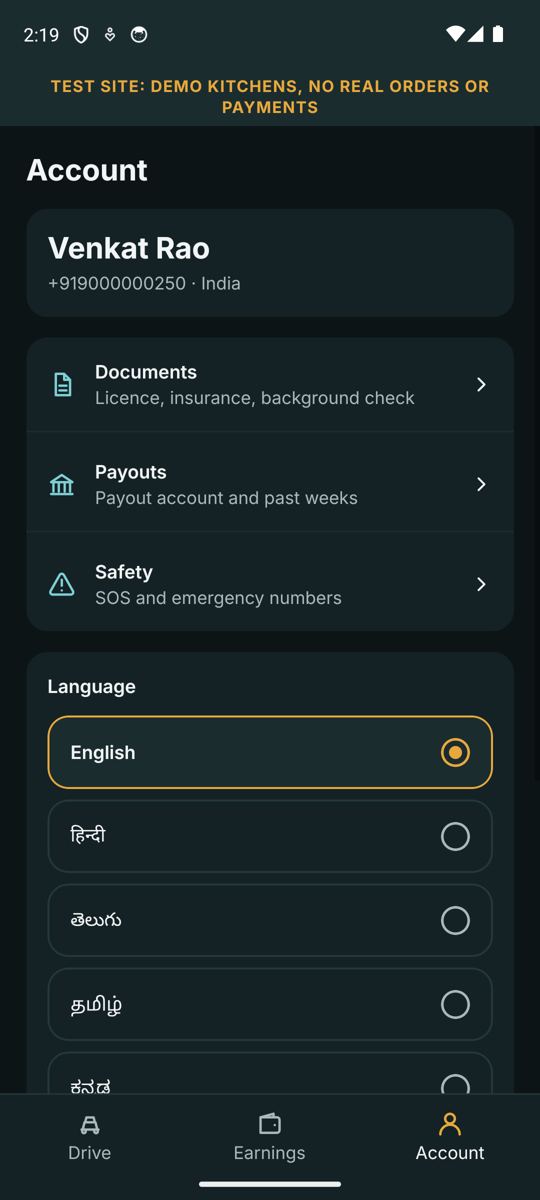 2:19
TEST SITE: DEMO KITCHENS, NO REAL ORDERS OR
PAYMENTS
Account
Venkat Rao
+919000000250 · India
Documents
Licence, insurance, background check
Payouts
Payout account and past weeks
Safety
SOS and emergency numbers
Language
English
हिन्दी
తెలుగు
தமிழ்
ಕನ್ನಡ
Drive
Earnings
Account